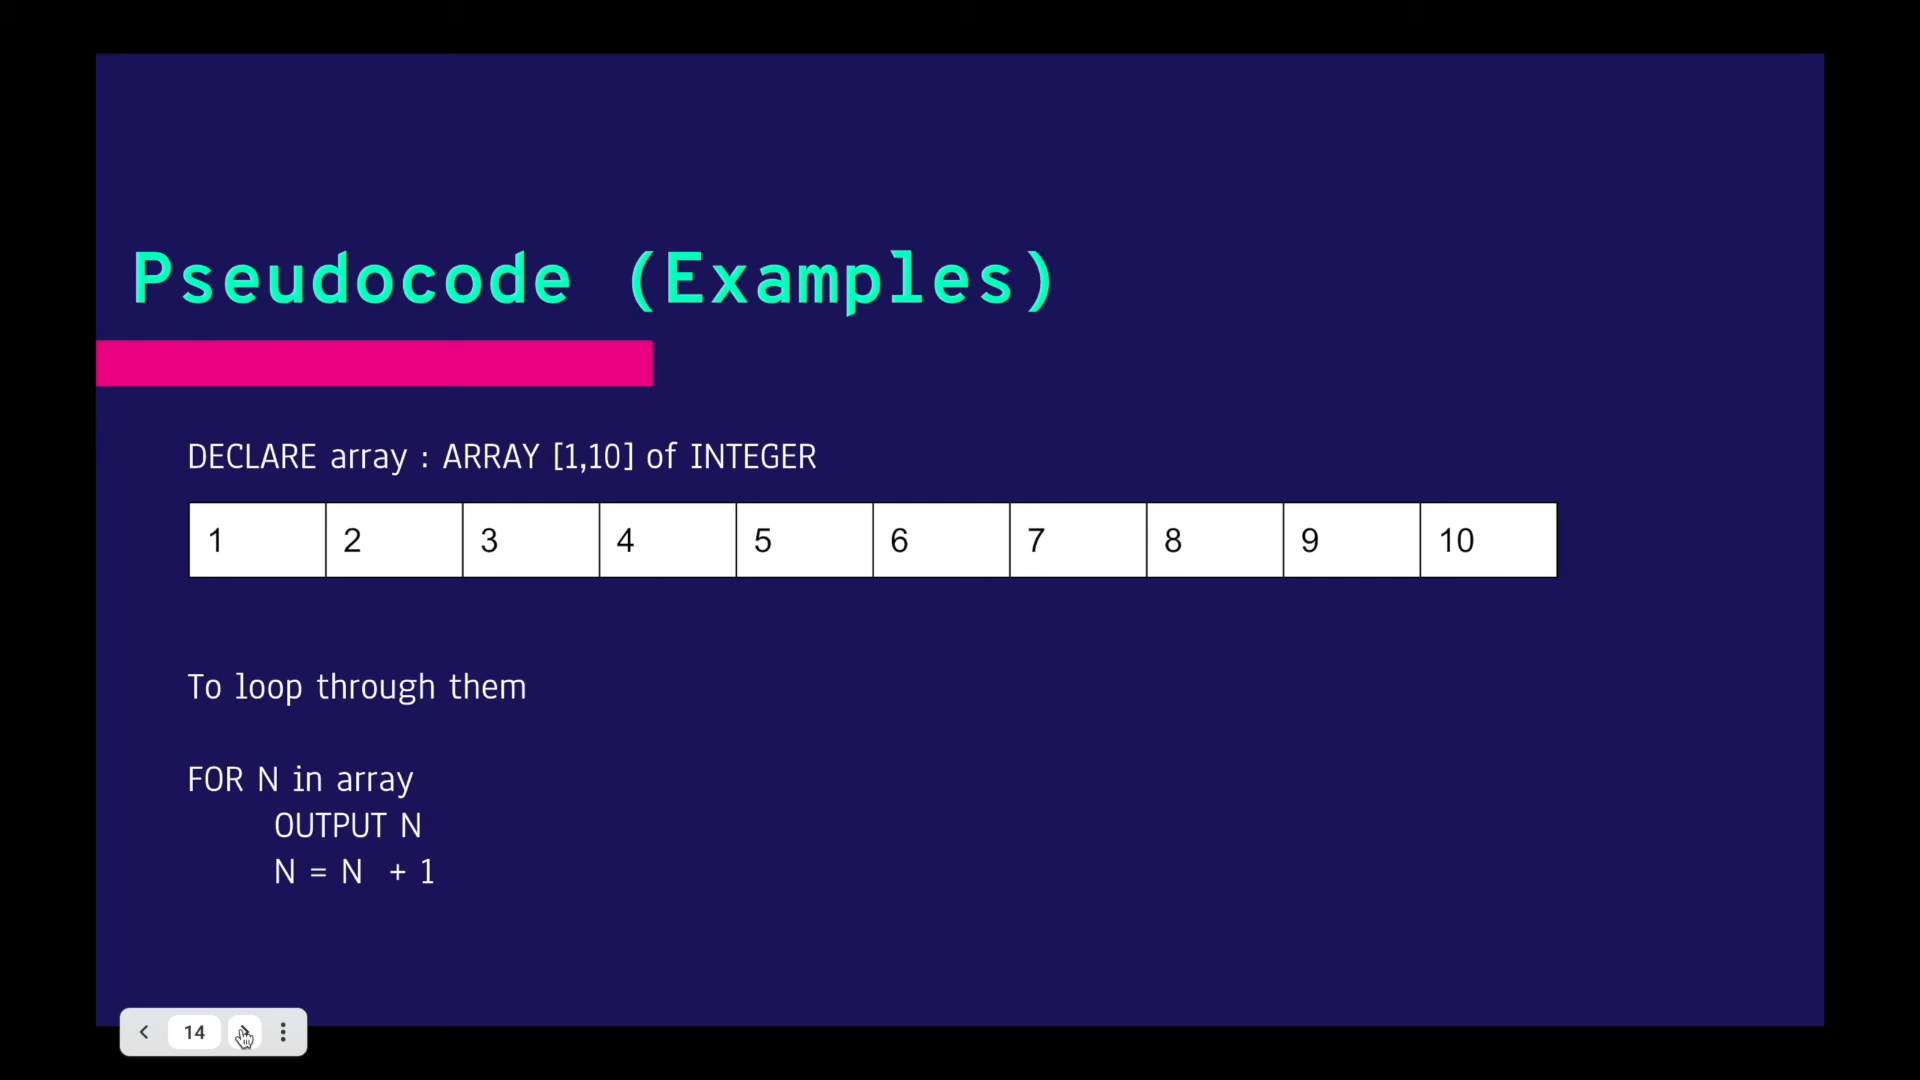 Pseudocode (Examples)
DECLARE array : ARRAY [1,10] of INTEGER
1 2 3 4 5 6 7 8 9 10
To loop through them
FOR N in array
OUTPUT N
N = N + 1
14